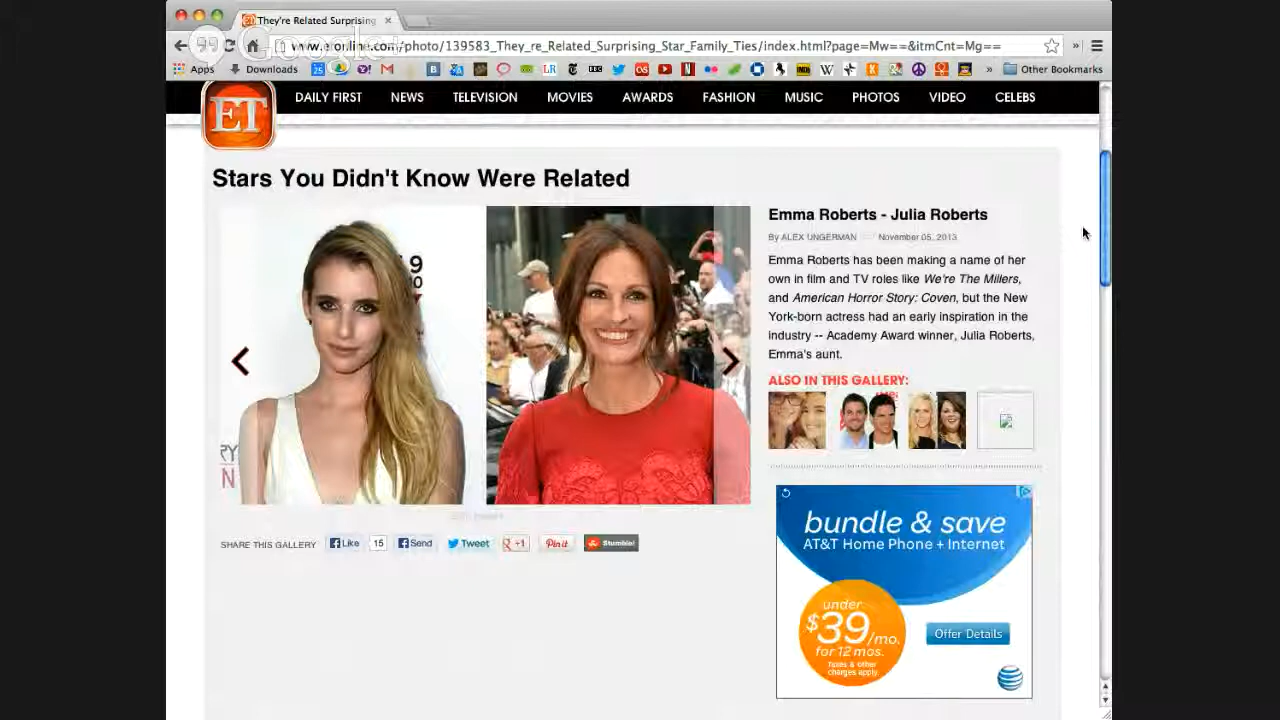 They're Related Surprising
Google+
www.etonline.com/photo/139583_They_re_Related_Surprising_Star_Family_Ties/index.html?page=Mw==&itmCnt=Mg==
Apps Downloads Other Bookmarks
ET
DAILY FIRST NEWS TELEVISION MOVIES AWARDS FASHION MUSIC PHOTOS VIDEO CELEBS
Stars You Didn't Know Were Related
Emma Roberts - Julia Roberts
By ALEX UNGERMAN November 05, 2013
Emma Roberts has been making a name of her
own in film and TV roles like We're The Millers,
and American Horror Story: Coven, but the New
York-born actress had an early inspiration in the
industry -- Academy Award winner, Julia Roberts,
Emma's aunt.
ALSO IN THIS GALLERY:
SHARE THIS GALLERY Like 15 Send Tweet +1 Pin it Stumble!
bundle & save
AT&T Home Phone + Internet
under
$39/mo.
for 12 mos.
Taxes & other
charges apply
Offer Details